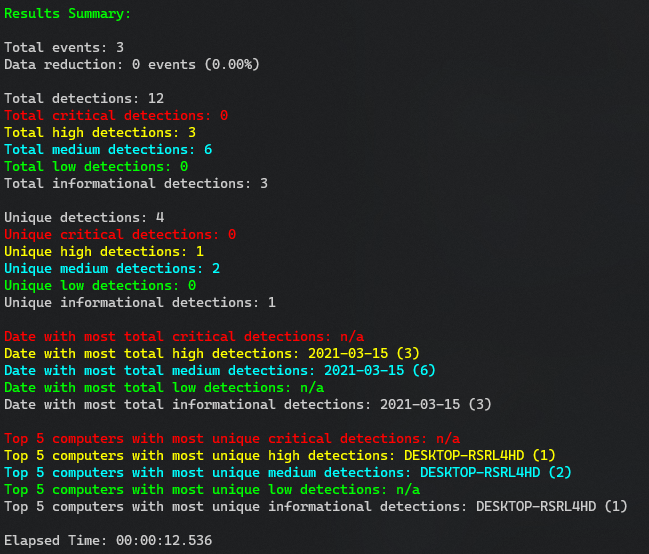 Results Summary:
Total events: 3
Data reduction: 0 events (0.00%)
Total detections: 12
Total critical detections: 0
Total high detections: 3
Total medium detections: 6
Total low detections: 0
Total informational detections: 3
Unique detections: 4
Unique critical detections: 0
Unique high detections: 1
Unique medium detections: 2
Unique low detections: 0
Unique informational detections: 1
Date with most total critical detections: n/a
Date with most total high detections: 2021-03-15 (3)
Date with most total medium detections: 2021-03-15 (6)
Date with most total low detections: n/a
Date with most total informational detections: 2021-03-15 (3)
Top 5 computers with most unique critical detections: n/a
Top 5 computers with most unique high detections: DESKTOP-RSRL4HD (1)
Top 5 computers with most unique medium detections: DESKTOP-RSRL4HD (2)
Top 5 computers with most unique low detections: n/a
Top 5 computers with most unique informational detections: DESKTOP-RSRL4HD (1)
Elapsed Time: 00:00:12.536